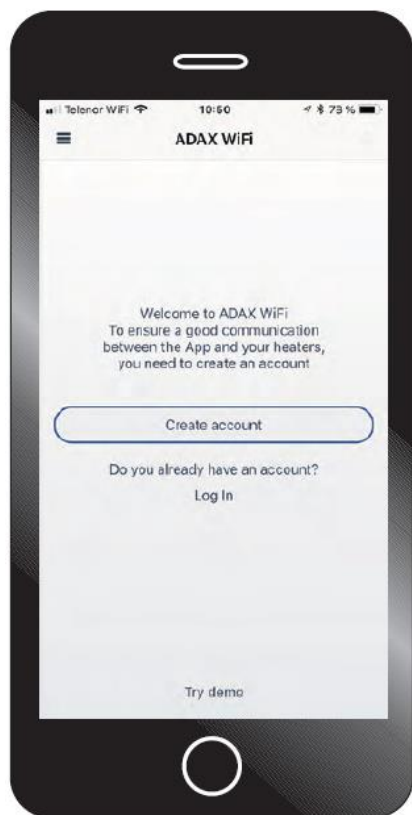 Telenor WiFi 10:50 73 %
ADAX WiFi
Welcome to ADAX WiFi
To ensure a good communication
between the App and your heaters,
you need to create an account
Create account
Do you already have an account?
Log In
Try demo